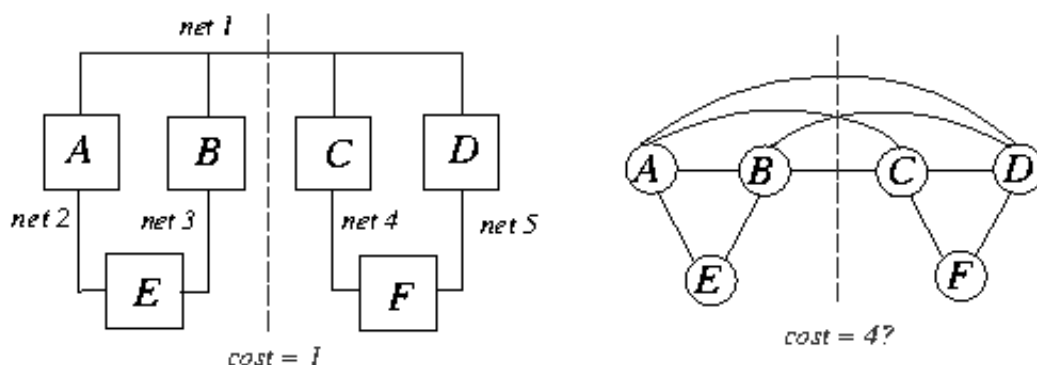 net 1
A B C D
net 2 net 3 net 4 net 5
E F
cost = 1
A B C D
E F
cost = 4?